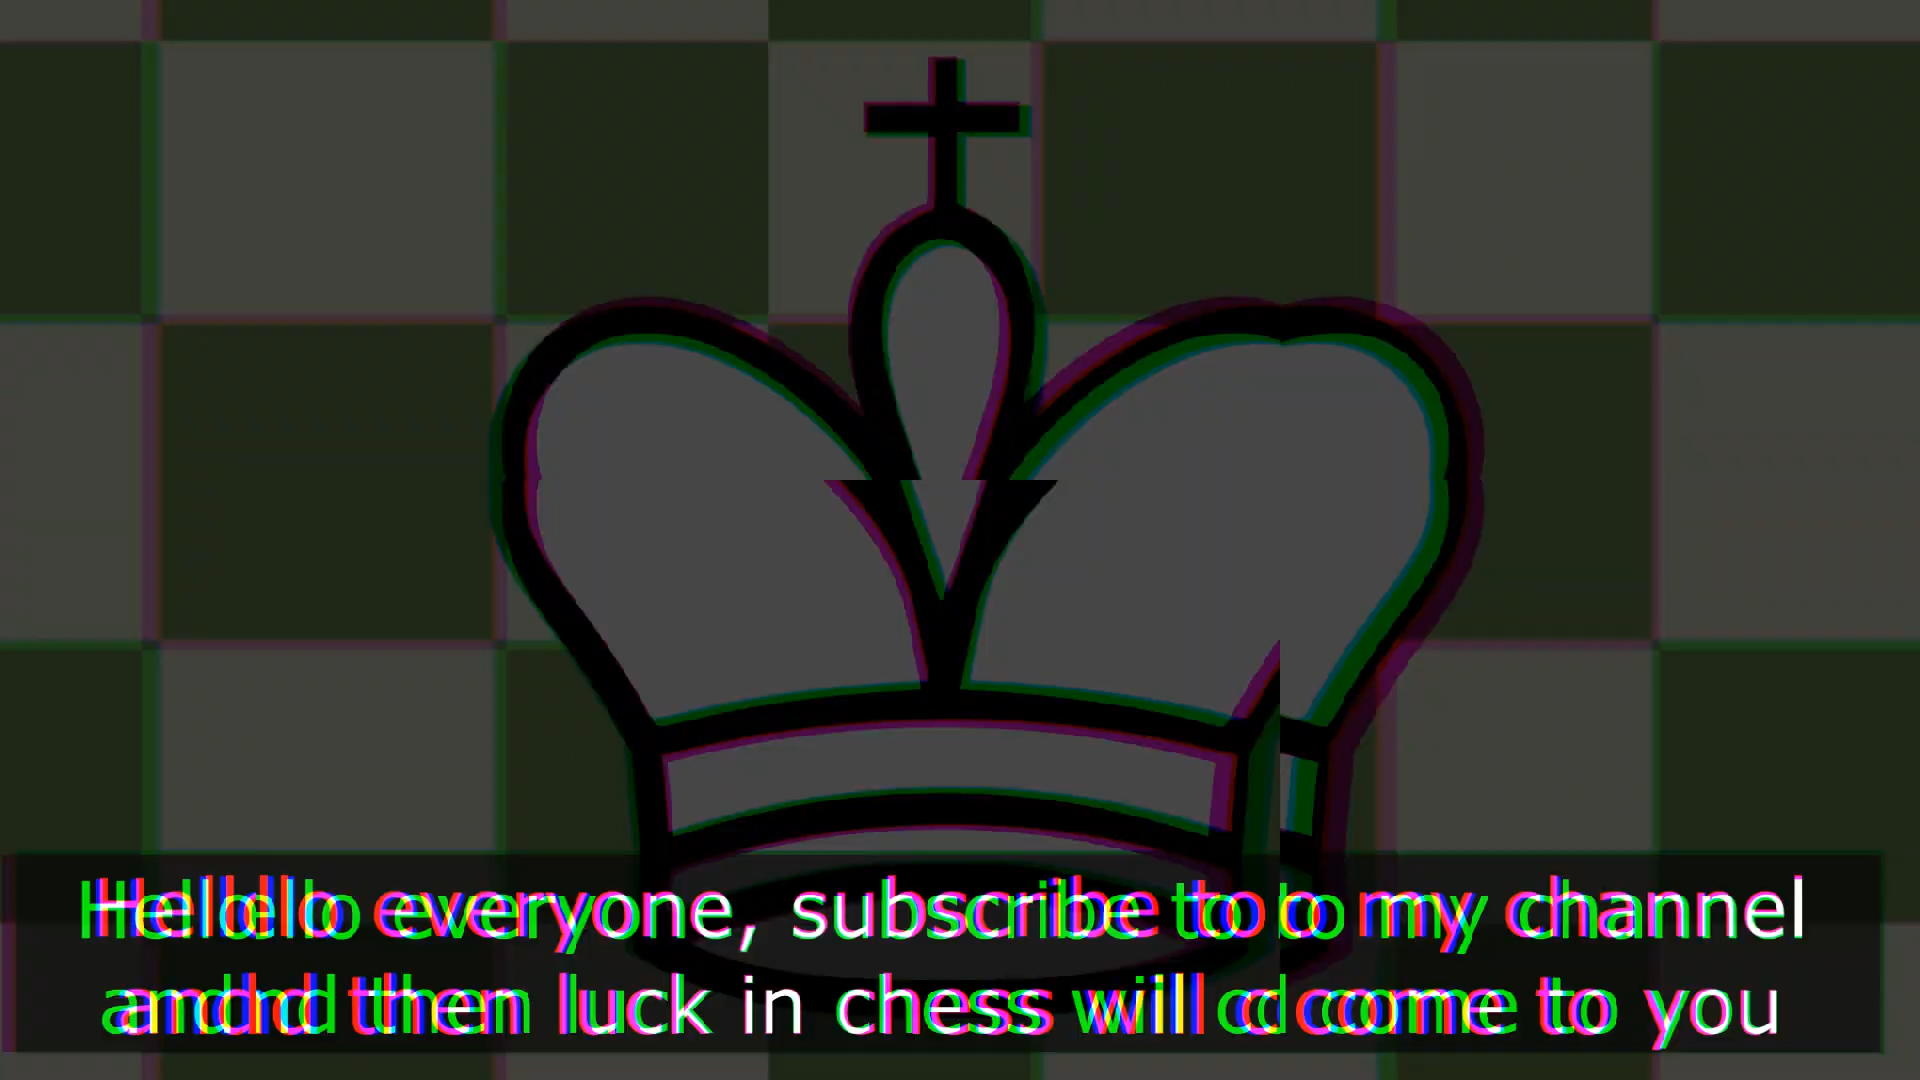 Hello everyone, subscribe to my channel
and then luck in chess will come to you